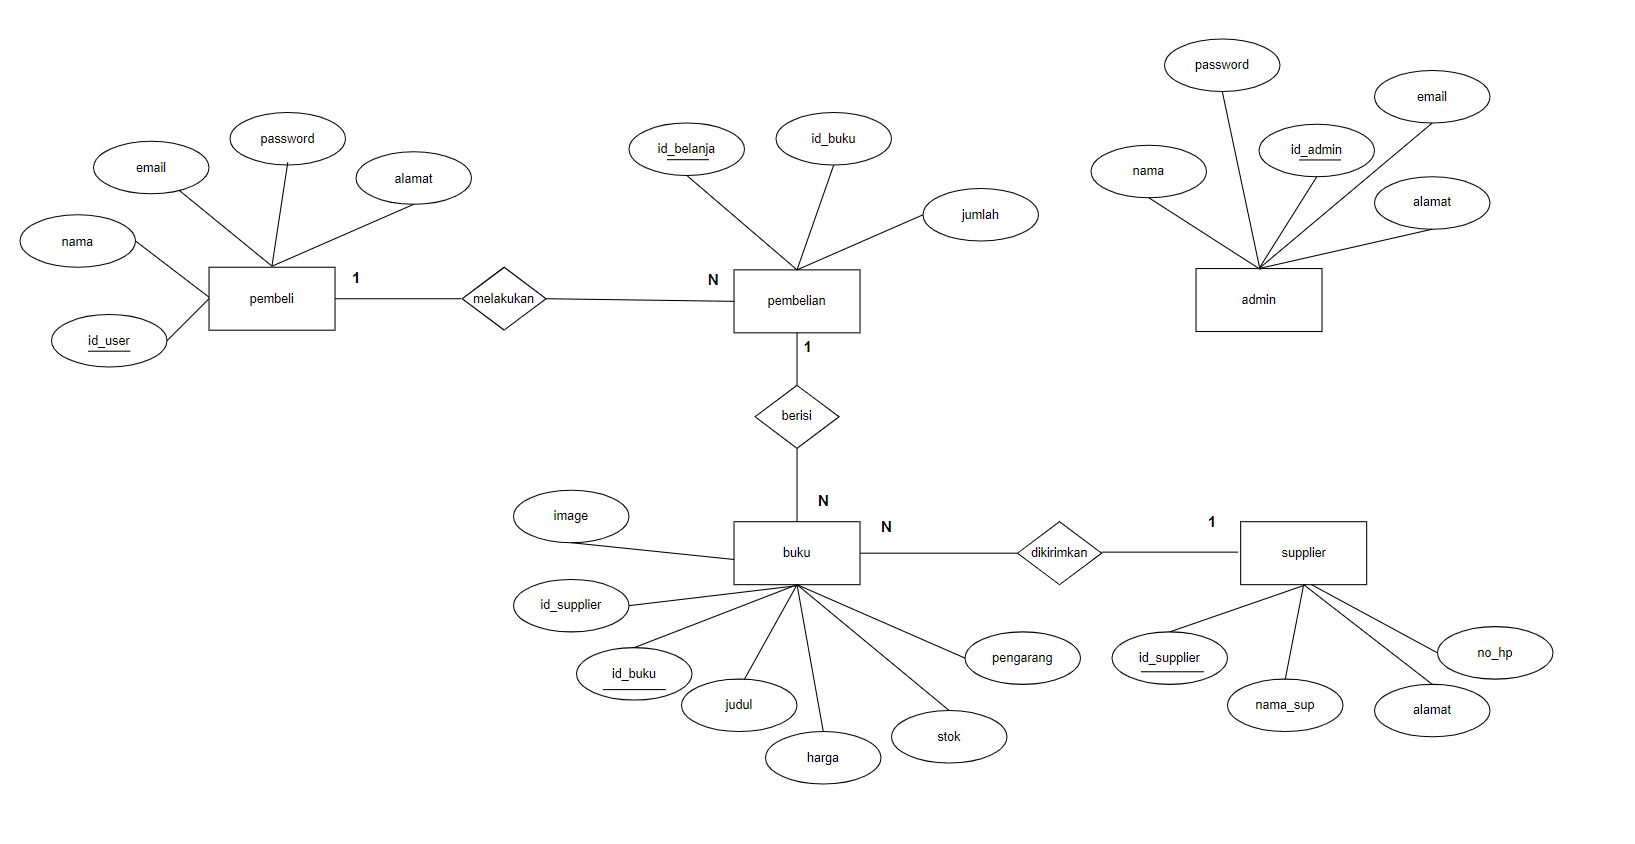 password
email
id_admin
nama
alamat
admin
password
email
alamat
nama
id_user
pembeli
1
melakukan
N
id_belanja
id_buku
jumlah
pembelian
1
berisi
N
image
buku
N
dikirimkan
1
supplier
id_supplier
id_buku
judul
harga
stok
pengarang
id_supplier
nama_sup
alamat
no_hp